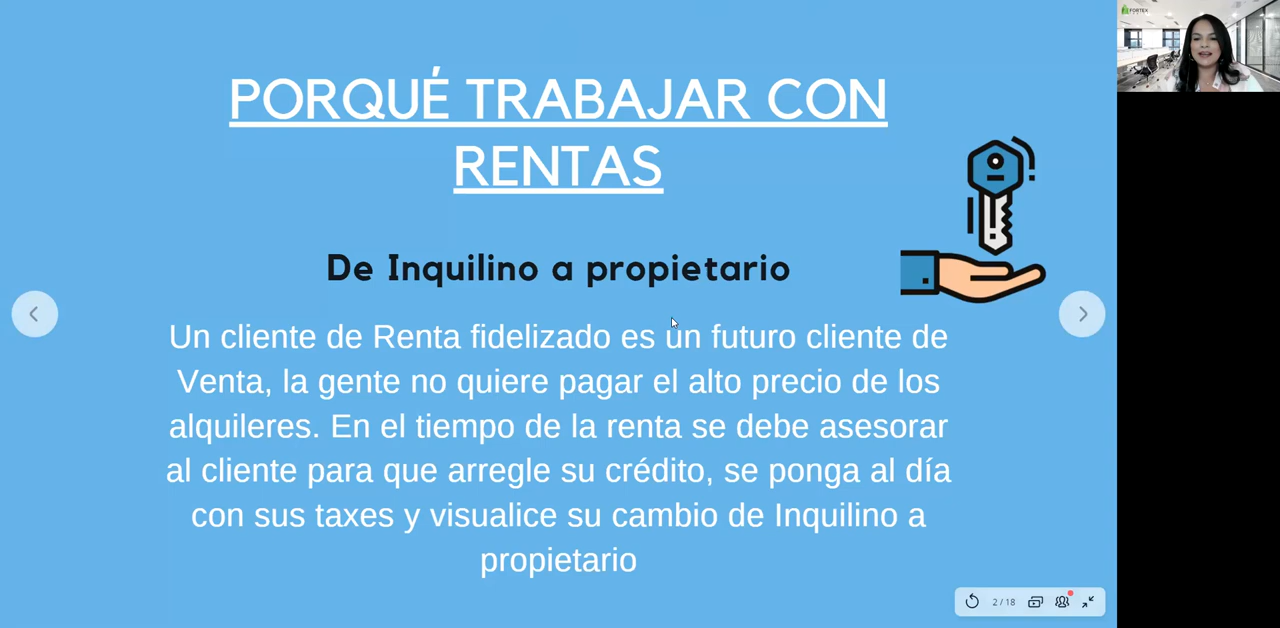 PORQUÉ TRABAJAR CON
RENTAS
De Inquilino a propietario
Un cliente de Renta fidelizado es un futuro cliente de
Venta, la gente no quiere pagar el alto precio de los
alquileres. En el tiempo de la renta se debe asesorar
al cliente para que arregle su crédito, se ponga al día
con sus taxes y visualice su cambio de Inquilino a
propietario
2 / 18
FORTEX